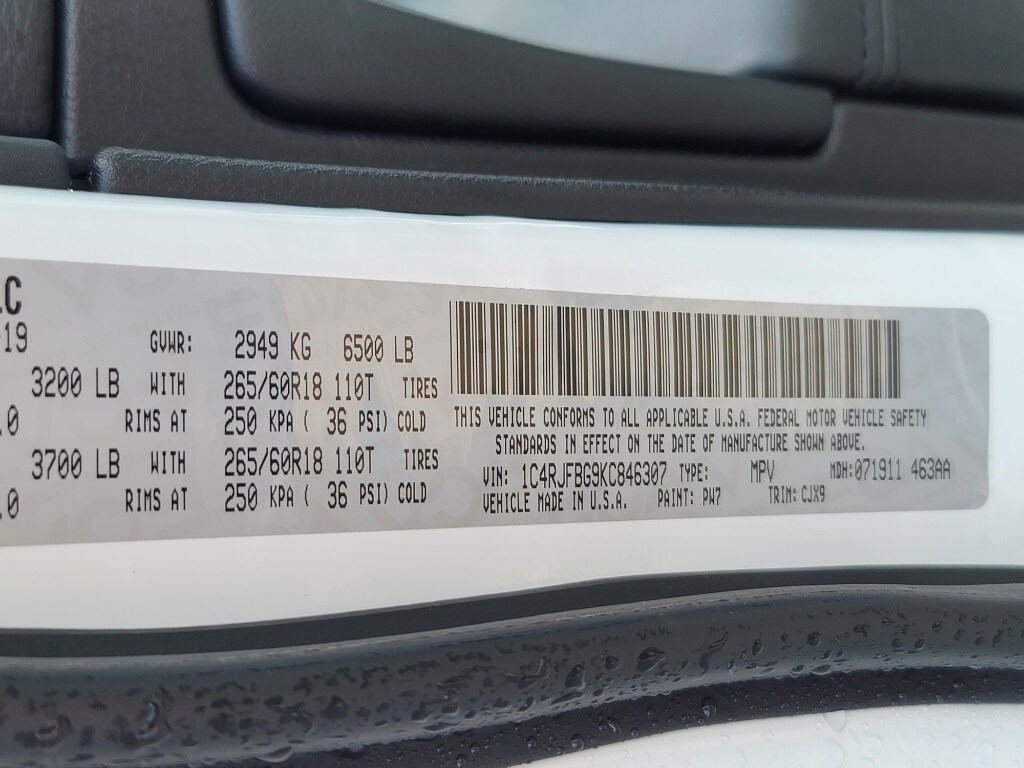 LC
-19
GVWR: 2949 KG 6500 LB
3200 LB WITH 265/60R18 110T TIRES
.0 RIMS AT 250 KPA ( 36 PSI) COLD
3700 LB WITH 265/60R18 110T TIRES
.0 RIMS AT 250 KPA ( 36 PSI) COLD
THIS VEHICLE CONFORMS TO ALL APPLICABLE U.S.A. FEDERAL MOTOR VEHICLE SAFETY
STANDARDS IN EFFECT ON THE DATE OF MANUFACTURE SHOWN ABOVE.
VIN: 1C4RJFBG9KC846307 TYPE: MPV MDH: 071911 463AA
VEHICLE MADE IN U.S.A. PAINT: PW7 TRIM: CJX9